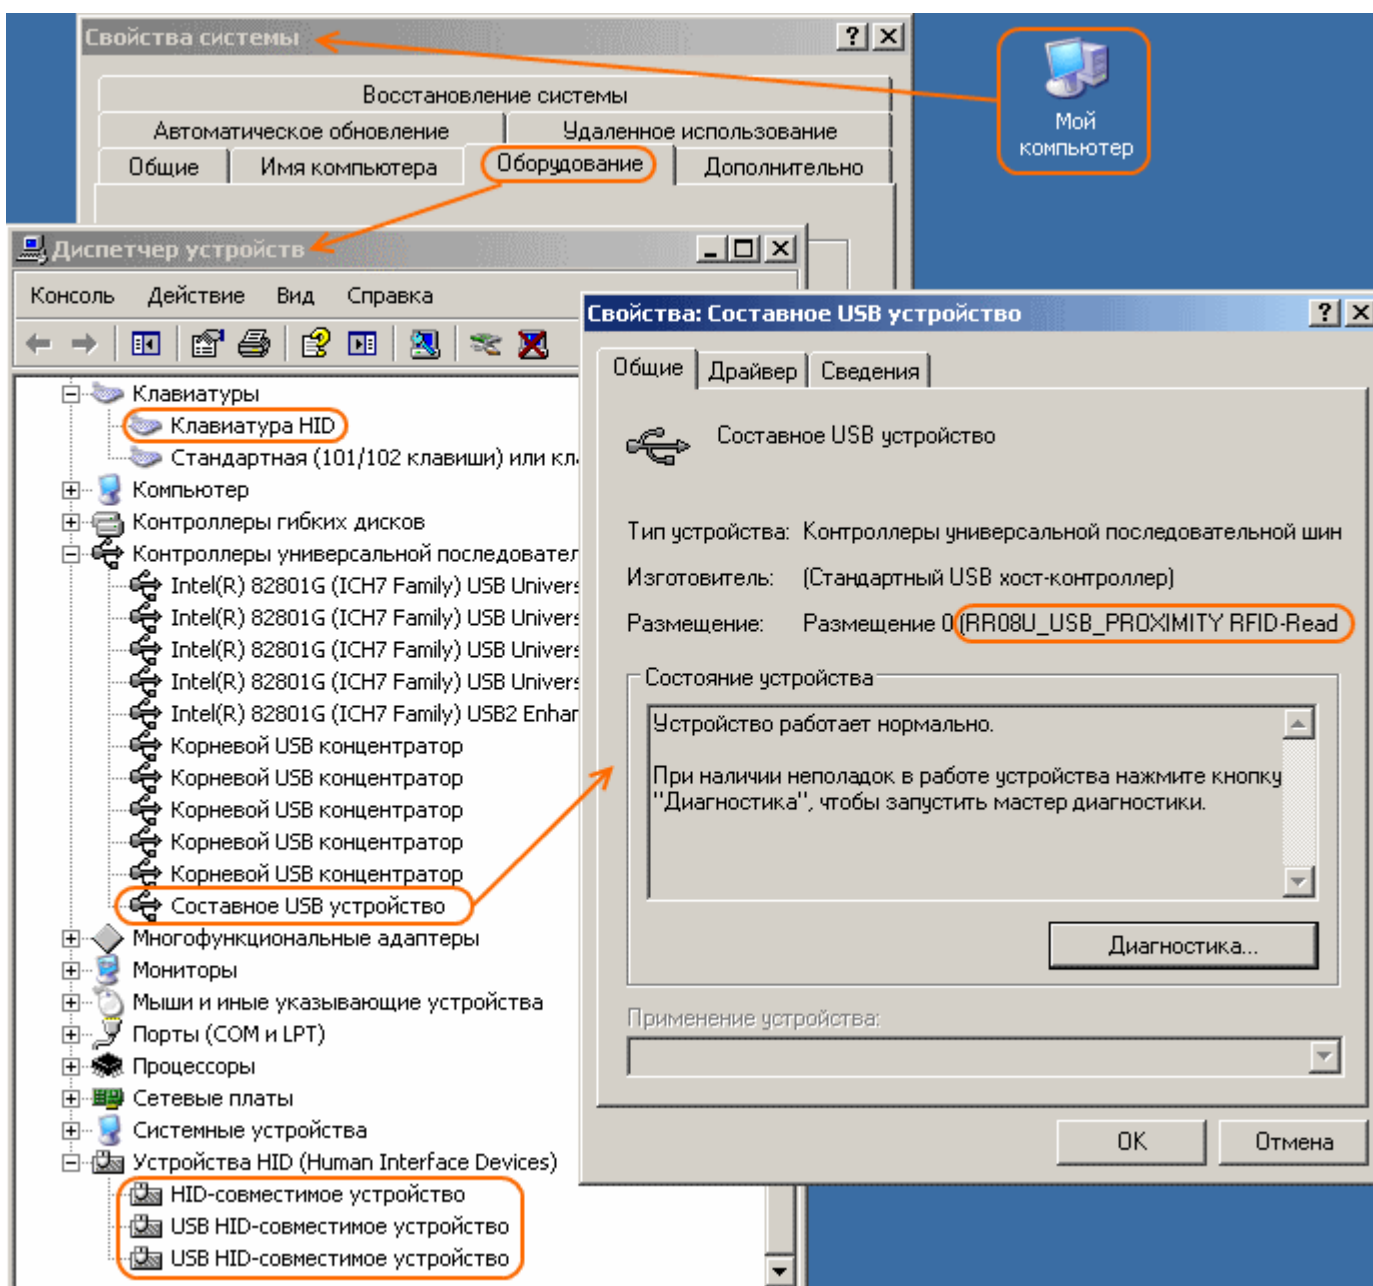 Свойства системы
Мой
компьютер
Восстановление системы
Автоматическое обновление
Удаленное использование
Общие
Имя компьютера
Оборудование
Дополнительно
Диспетчер устройств
Консоль Действие Вид Справка
Клавиатуры
Клавиатура HID
Стандартная (101/102 клавиши) или кл
Компьютер
Контроллеры гибких дисков
Контроллеры универсальной последовател
Intel(R) 82801G (ICH7 Family) USB Univers
Intel(R) 82801G (ICH7 Family) USB Univers
Intel(R) 82801G (ICH7 Family) USB Univers
Intel(R) 82801G (ICH7 Family) USB Univers
Intel(R) 82801G (ICH7 Family) USB2 Enhar
Корневой USB концентратор
Корневой USB концентратор
Корневой USB концентратор
Корневой USB концентратор
Корневой USB концентратор
Составное USB устройство
Многофункциональные адаптеры
Мониторы
Мыши и иные указывающие устройства
Порты (COM и LPT)
Процессоры
Сетевые платы
Системные устройства
Устройства HID (Human Interface Devices)
HID-совместимое устройство
USB HID-совместимое устройство
USB HID-совместимое устройство
Свойства: Составное USB устройство
Общие Драйвер Сведения
Составное USB устройство
Тип устройства: Контроллеры универсальной последовательной шин
Изготовитель: (Стандартный USB хост-контроллер)
Размещение: Размещение 0 (RR08U_USB_PROXIMITY RFID-Read
Состояние устройства
Устройство работает нормально.
При наличии неполадок в работе устройства нажмите кнопку
"Диагностика", чтобы запустить мастер диагностики.
Диагностика...
Применение устройства:
OK
Отмена